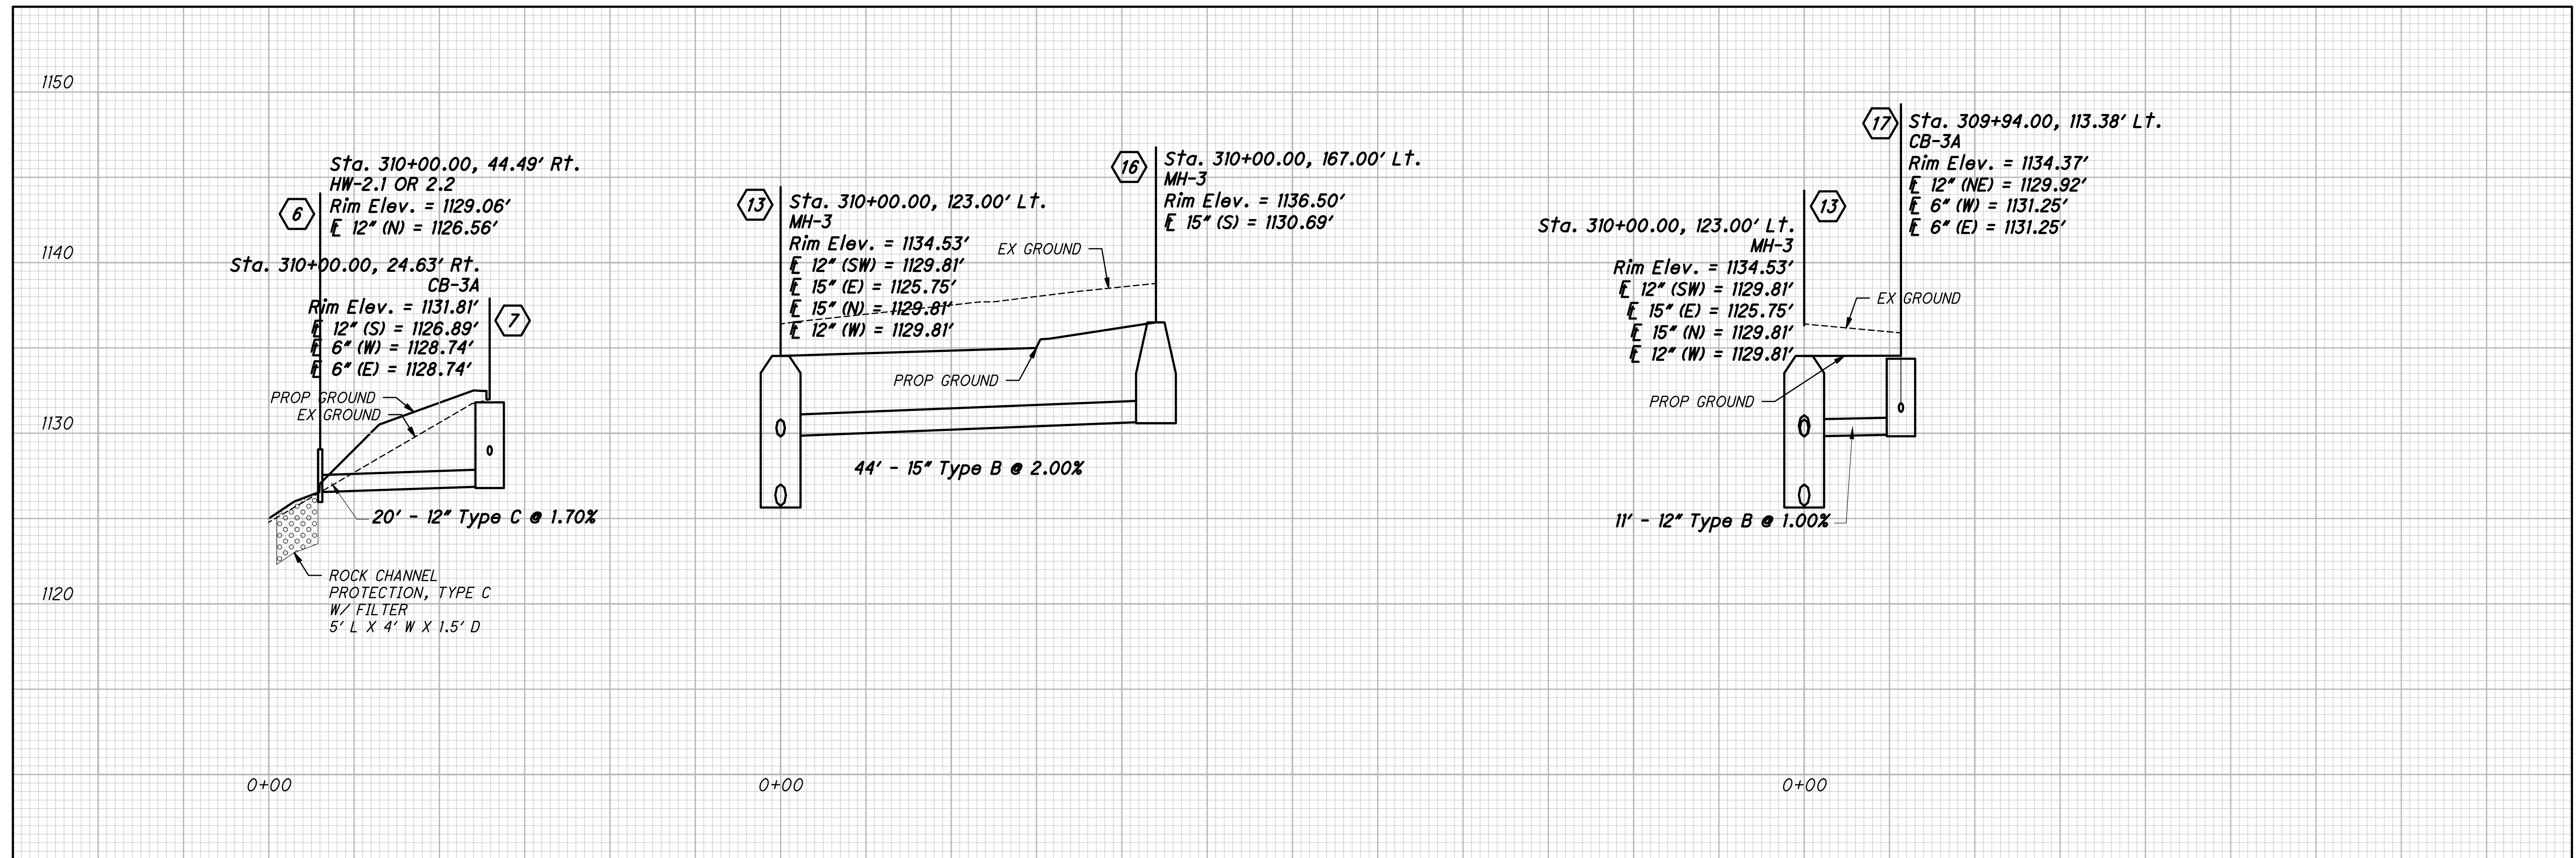 1150
1140
1130
1120
6
Sta. 310+00.00, 44.49' Rt.
HW-2.1 OR 2.2
Rim Elev. = 1129.06'
℄ 12" (N) = 1126.56'
Sta. 310+00.00, 24.63' Rt.
CB-3A
Rim Elev. = 1131.81'
℄ 12" (S) = 1126.89'
℄ 6" (W) = 1128.74'
℄ 6" (E) = 1128.74'
7
PROP GROUND
EX GROUND
20' - 12" Type C @ 1.70%
ROCK CHANNEL
PROTECTION, TYPE C
W/ FILTER
5' L X 4' W X 1.5' D
0+00
13
Sta. 310+00.00, 123.00' Lt.
MH-3
Rim Elev. = 1134.53'
℄ 12" (SW) = 1129.81'
℄ 15" (E) = 1125.75'
℄ 15" (N) = 1129.81'
℄ 12" (W) = 1129.81'
16
Sta. 310+00.00, 167.00' Lt.
MH-3
Rim Elev. = 1136.50'
℄ 15" (S) = 1130.69'
EX GROUND
PROP GROUND
44' - 15" Type B @ 2.00%
0+00
13
Sta. 310+00.00, 123.00' Lt.
MH-3
Rim Elev. = 1134.53'
℄ 12" (SW) = 1129.81'
℄ 15" (E) = 1125.75'
℄ 15" (N) = 1129.81'
℄ 12" (W) = 1129.81'
17
Sta. 309+94.00, 113.38' Lt.
CB-3A
Rim Elev. = 1134.37'
℄ 12" (NE) = 1129.92'
℄ 6" (W) = 1131.25'
℄ 6" (E) = 1131.25'
EX GROUND
PROP GROUND
11' - 12" Type B @ 1.00%
0+00